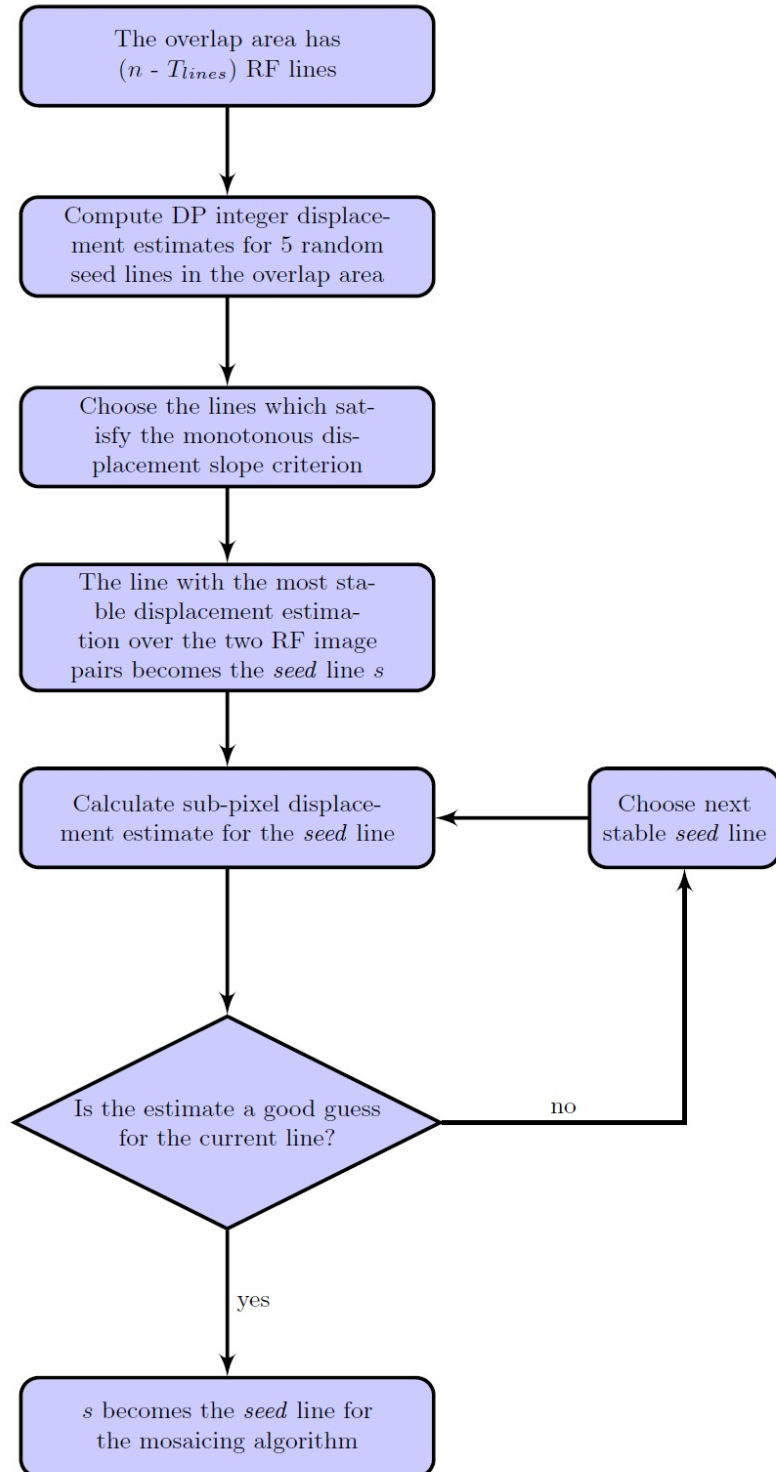 The overlap area has
(n - T_lines) RF lines
Compute DP integer displace-
ment estimates for 5 random
seed lines in the overlap area
Choose the lines which sat-
isfy the monotonous dis-
placement slope criterion
The line with the most sta-
ble displacement estima-
tion over the two RF image
pairs becomes the seed line s
Calculate sub-pixel displace-
ment estimate for the seed line
Choose next
stable seed line
Is the estimate a good guess
for the current line?
no
yes
s becomes the seed line for
the mosaicing algorithm